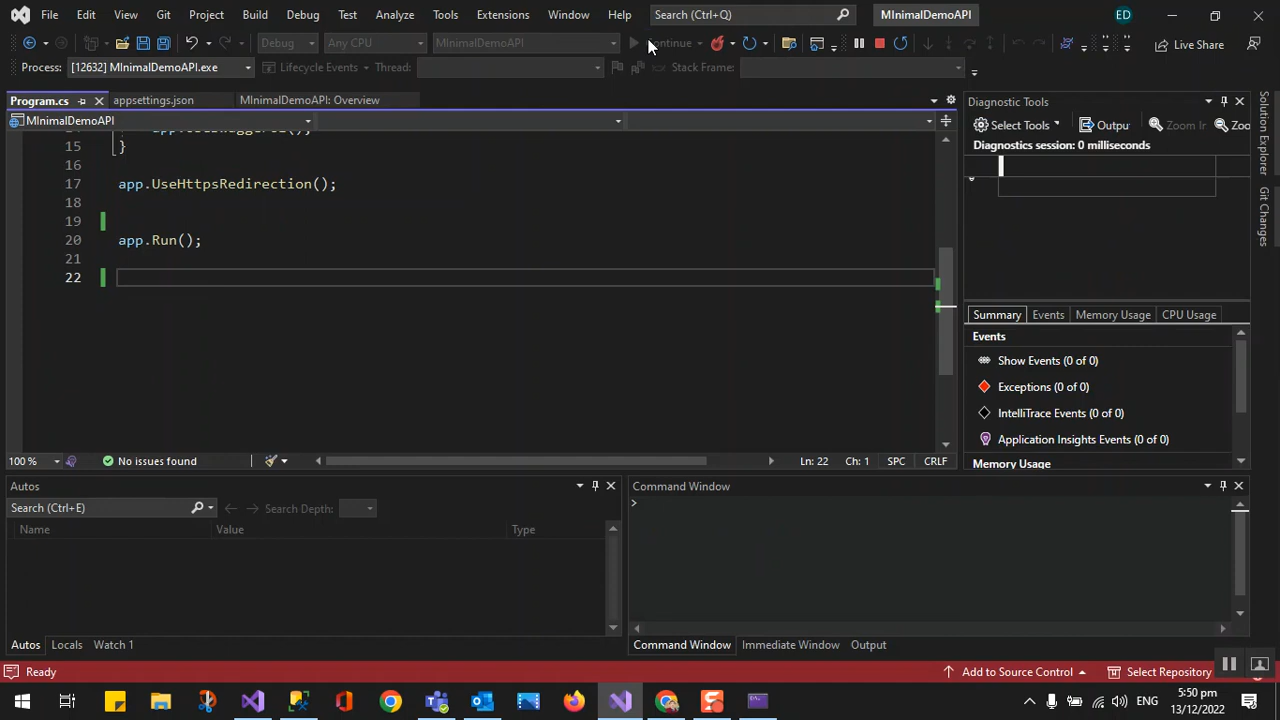 File Edit View Git Project Build Debug Test Analyze Tools Extensions Window Help Search (Ctrl+Q) MInimalDemoAPI ED
Debug Any CPU MInimalDemoAPI Continue Live Share
Process: [12632] MInimalDemoAPI.exe Lifecycle Events Thread: Stack Frame:
Program.cs appsettings.json MInimalDemoAPI: Overview
MInimalDemoAPI
15 }
16
17 app.UseHttpsRedirection();
18
19
20 app.Run();
21
22
100 % No issues found Ln: 22 Ch: 1 SPC CRLF
Diagnostic Tools
Select Tools Output Zoom In Zoo
Diagnostics session: 0 milliseconds
Summary Events Memory Usage CPU Usage
Events
Show Events (0 of 0)
Exceptions (0 of 0)
IntelliTrace Events (0 of 0)
Application Insights Events (0 of 0)
Memory Usage
Solution Explorer
Git Changes
Autos
Search (Ctrl+E) Search Depth:
Name Value Type
Autos Locals Watch 1
Command Window
>
Command Window Immediate Window Output
Ready Add to Source Control Select Repository
ENG 5:50 pm
13/12/2022